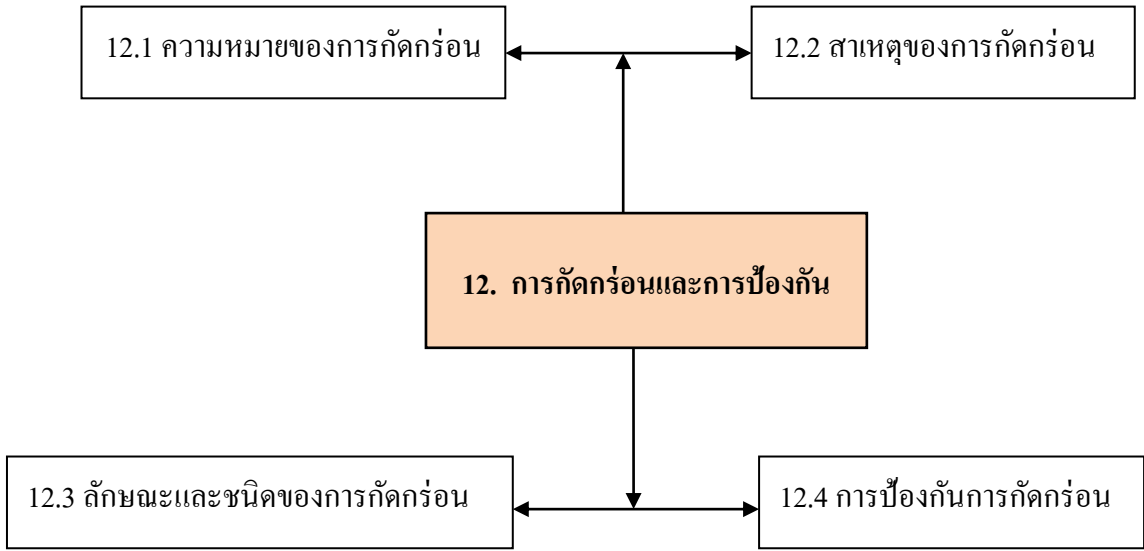 12.1 ความหมายของการกัดกร่อน
12.2 สาเหตุของการกัดกร่อน
12. การกัดกร่อนและการป้องกัน
12.3 ลักษณะและชนิดของการกัดกร่อน
12.4 การป้องกันการกัดกร่อน